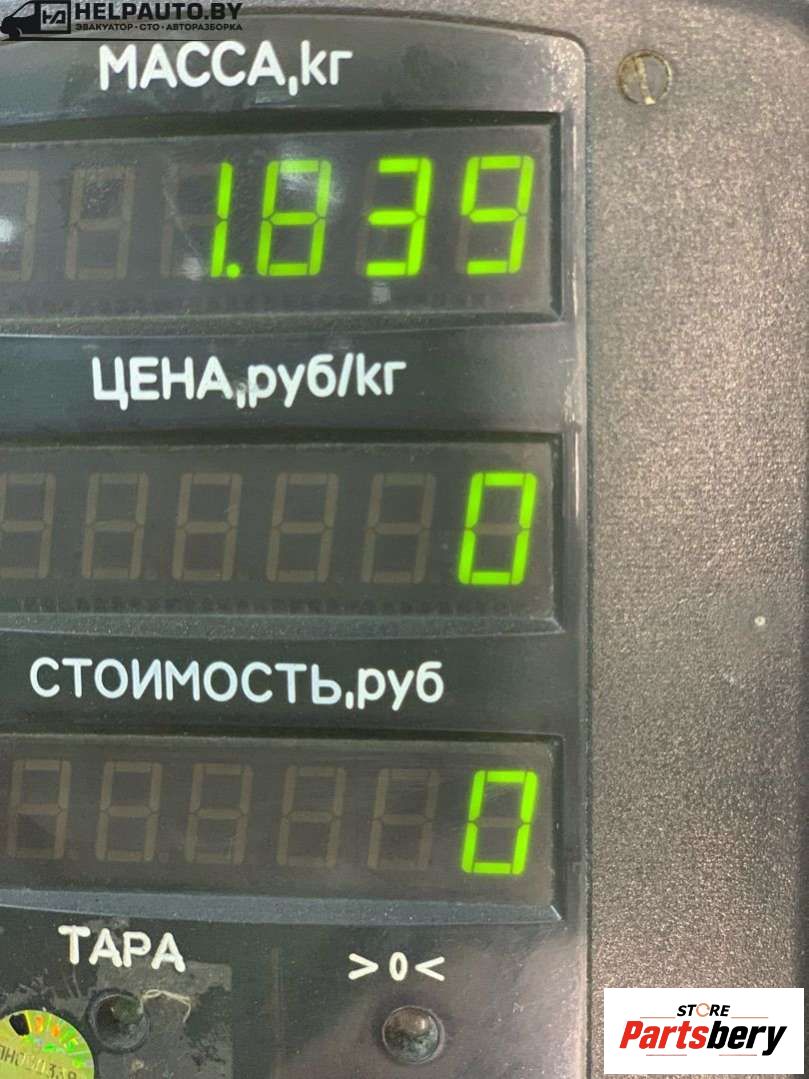 HELPAUTO.BY
ЭВАКУАТОР·СТО·АВТОРАЗБОРКА
МАССА,кг
1.839
ЦЕНА,руб/кг
0
СТОИМОСТЬ,руб
0
ТАРА
>0<
STORE
Partsbery